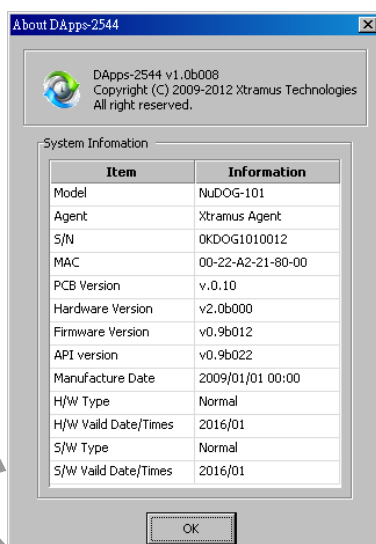 About DApps-2544
DApps-2544 v1.0b008
Copyright (C) 2009-2012 Xtramus Technologies
All right reserved.
System Infomation
Item Information
Model NuDOG-101
Agent Xtramus Agent
S/N 0KDOG1010012
MAC 00-22-A2-21-80-00
PCB Version v.0.10
Hardware Version v2.0b000
Firmware Version v0.9b012
API version v0.9b022
Manufacture Date 2009/01/01 00:00
H/W Type Normal
H/W Vaild Date/Times 2016/01
S/W Type Normal
S/W Vaild Date/Times 2016/01
OK